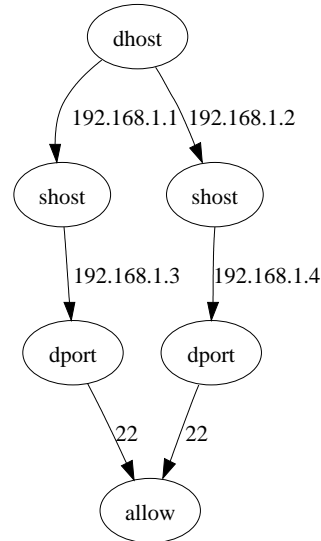 dhost
192.168.1.1 192.168.1.2
shost shost
192.168.1.3 192.168.1.4
dport dport
22 22
allow